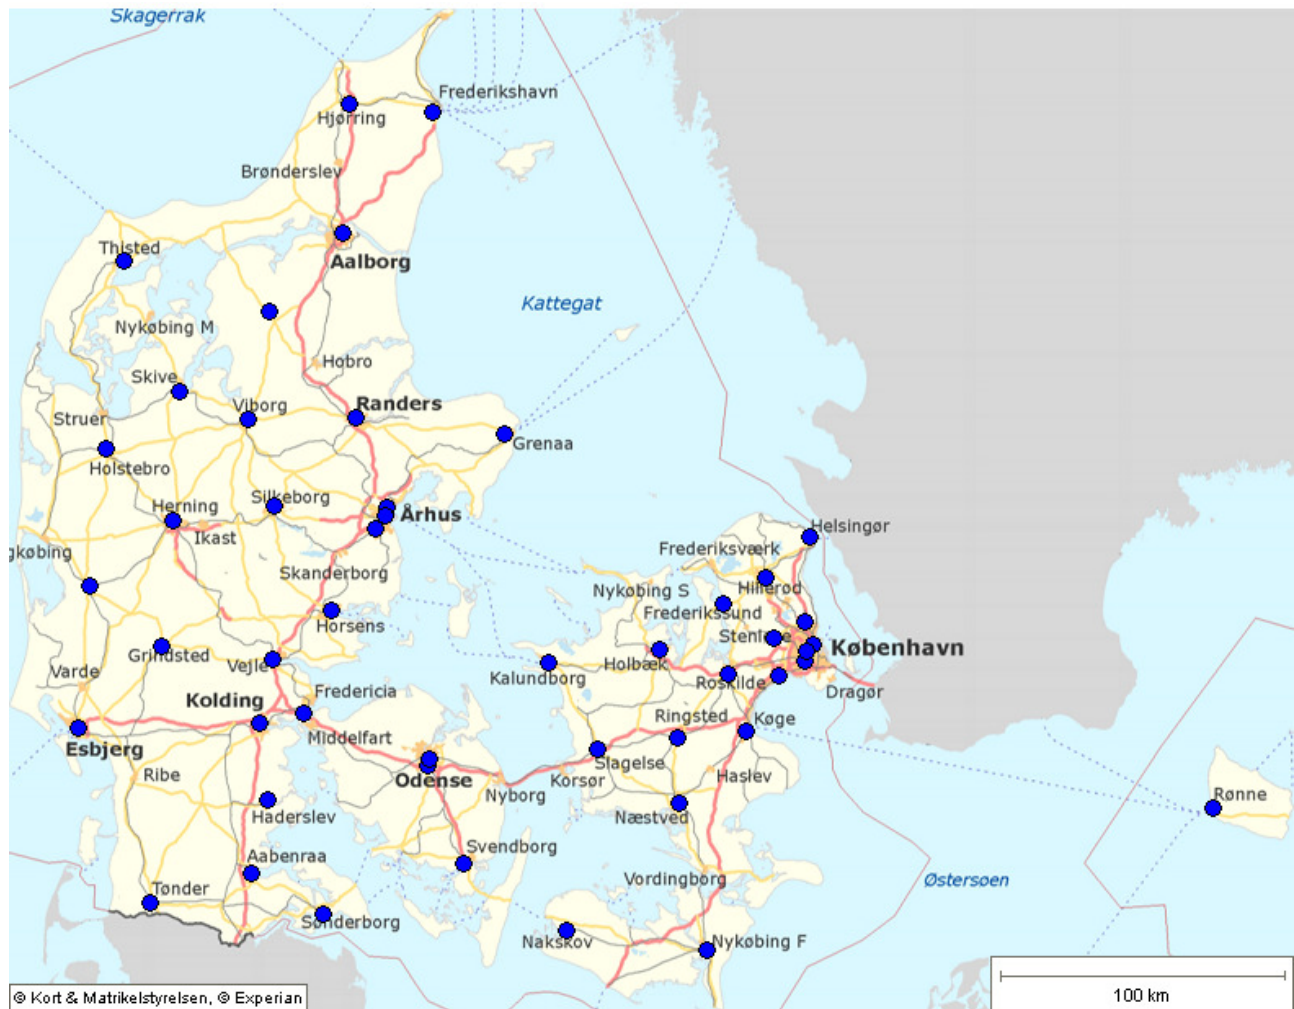 Skagerrak
Frederikshavn
Hjørring
Brønderslev
Thisted
Aalborg
Kattegat
Nykøbing M
Hobro
Skive
Viborg
Randers
Struer
Grenaa
Holstebro
Silkeborg
Herning
Århus
Ikast
Helsingør
gkøbing
Frederiksværk
Skanderborg
Nykøbing S
Hillerød
Frederikssund
Horsens
København
Grindsted
Vejle
Holbæk
Varde
Kalundborg
Roskilde
Dragør
Fredericia
Kolding
Ringsted
Køge
Middelfart
Esbjerg
Slagelse
Ribe
Odense
Korsør
Haslev
Nyborg
Rønne
Haderslev
Næstved
Svendborg
Aabenraa
Vordingborg
Østersøen
Tønder
Sønderborg
Nakskov
Nykøbing F
© Kort & Matrikelstyrelsen, © Experian
100 km